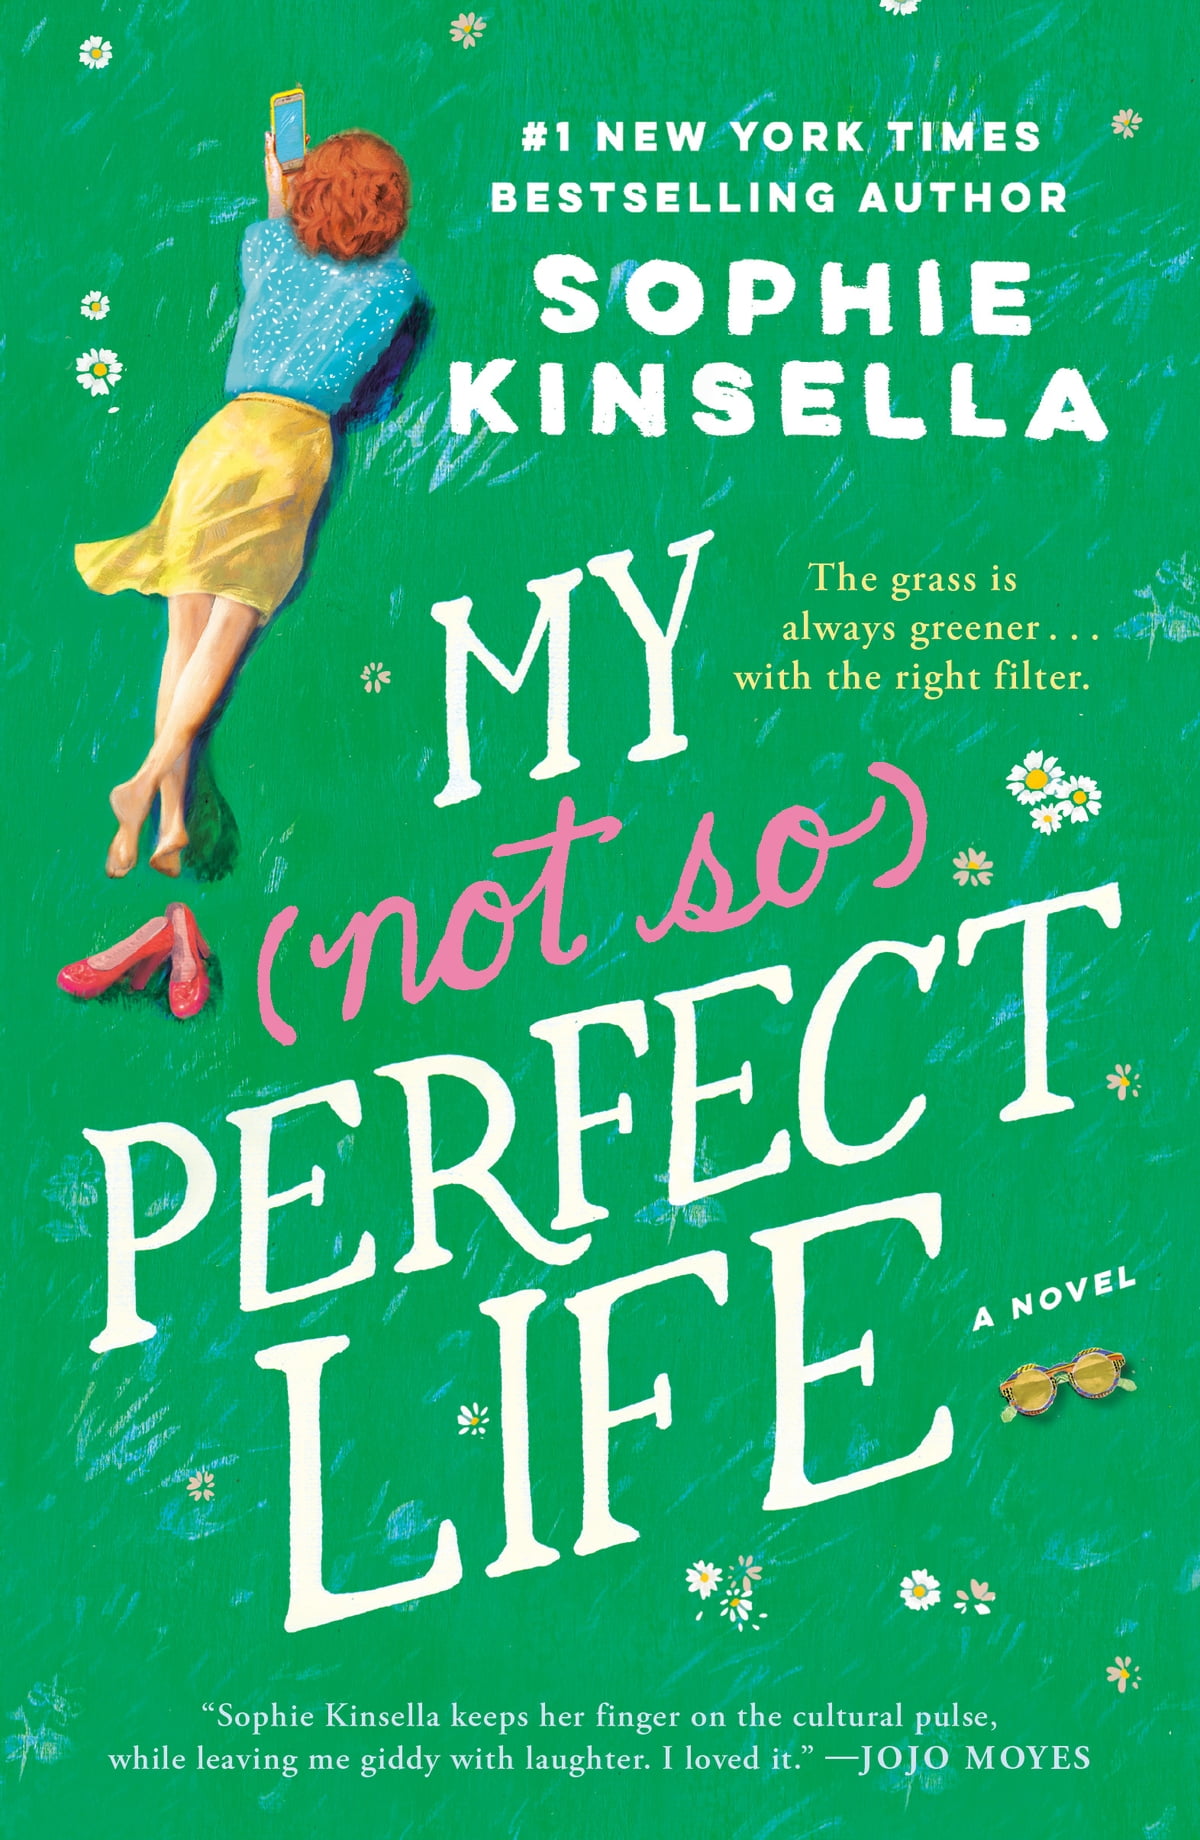 #1 NEW YORK TIMES
BESTSELLING AUTHOR
SOPHIE
KINSELLA
The grass is
always greener . . .
with the right filter.
MY
(not so)
PERFECT
LIFE
A NOVEL
“Sophie Kinsella keeps her finger on the cultural pulse,
while leaving me giddy with laughter. I loved it.” —JOJO MOYES